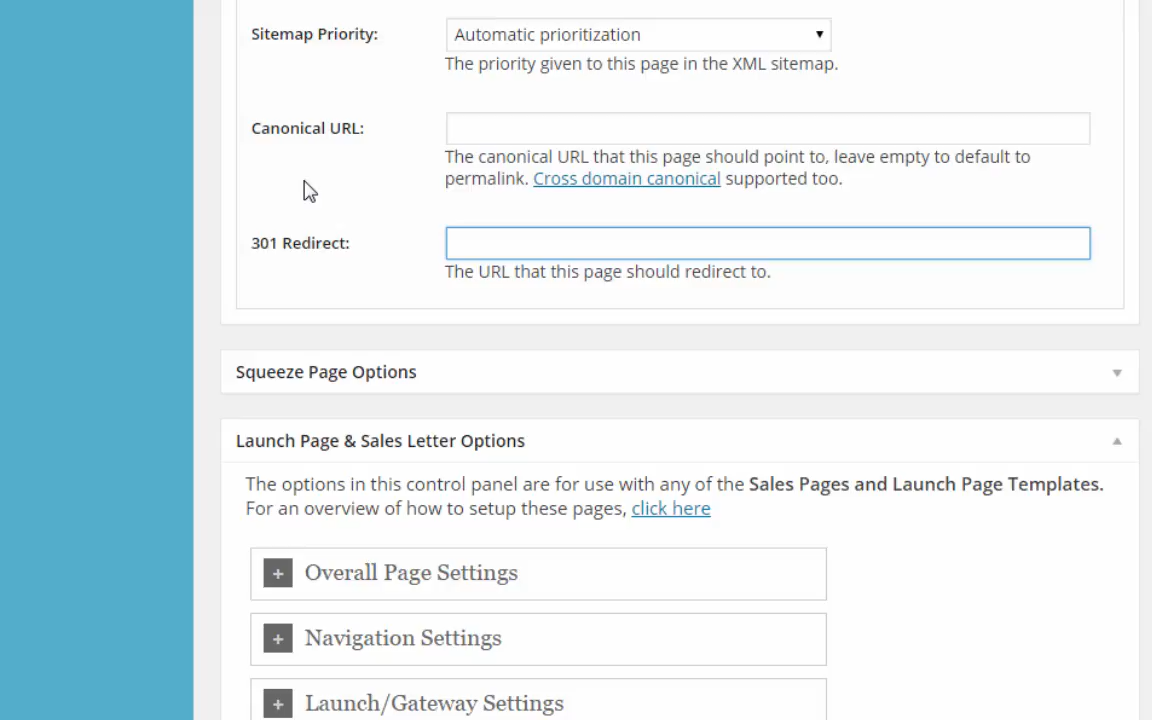 Sitemap Priority:
Automatic prioritization
The priority given to this page in the XML sitemap.
Canonical URL:
The canonical URL that this page should point to, leave empty to default to
permalink. Cross domain canonical supported too.
301 Redirect:
The URL that this page should redirect to.
Squeeze Page Options
Launch Page & Sales Letter Options
The options in this control panel are for use with any of the Sales Pages and Launch Page Templates.
For an overview of how to setup these pages, click here
+ Overall Page Settings
+ Navigation Settings
+ Launch/Gateway Settings